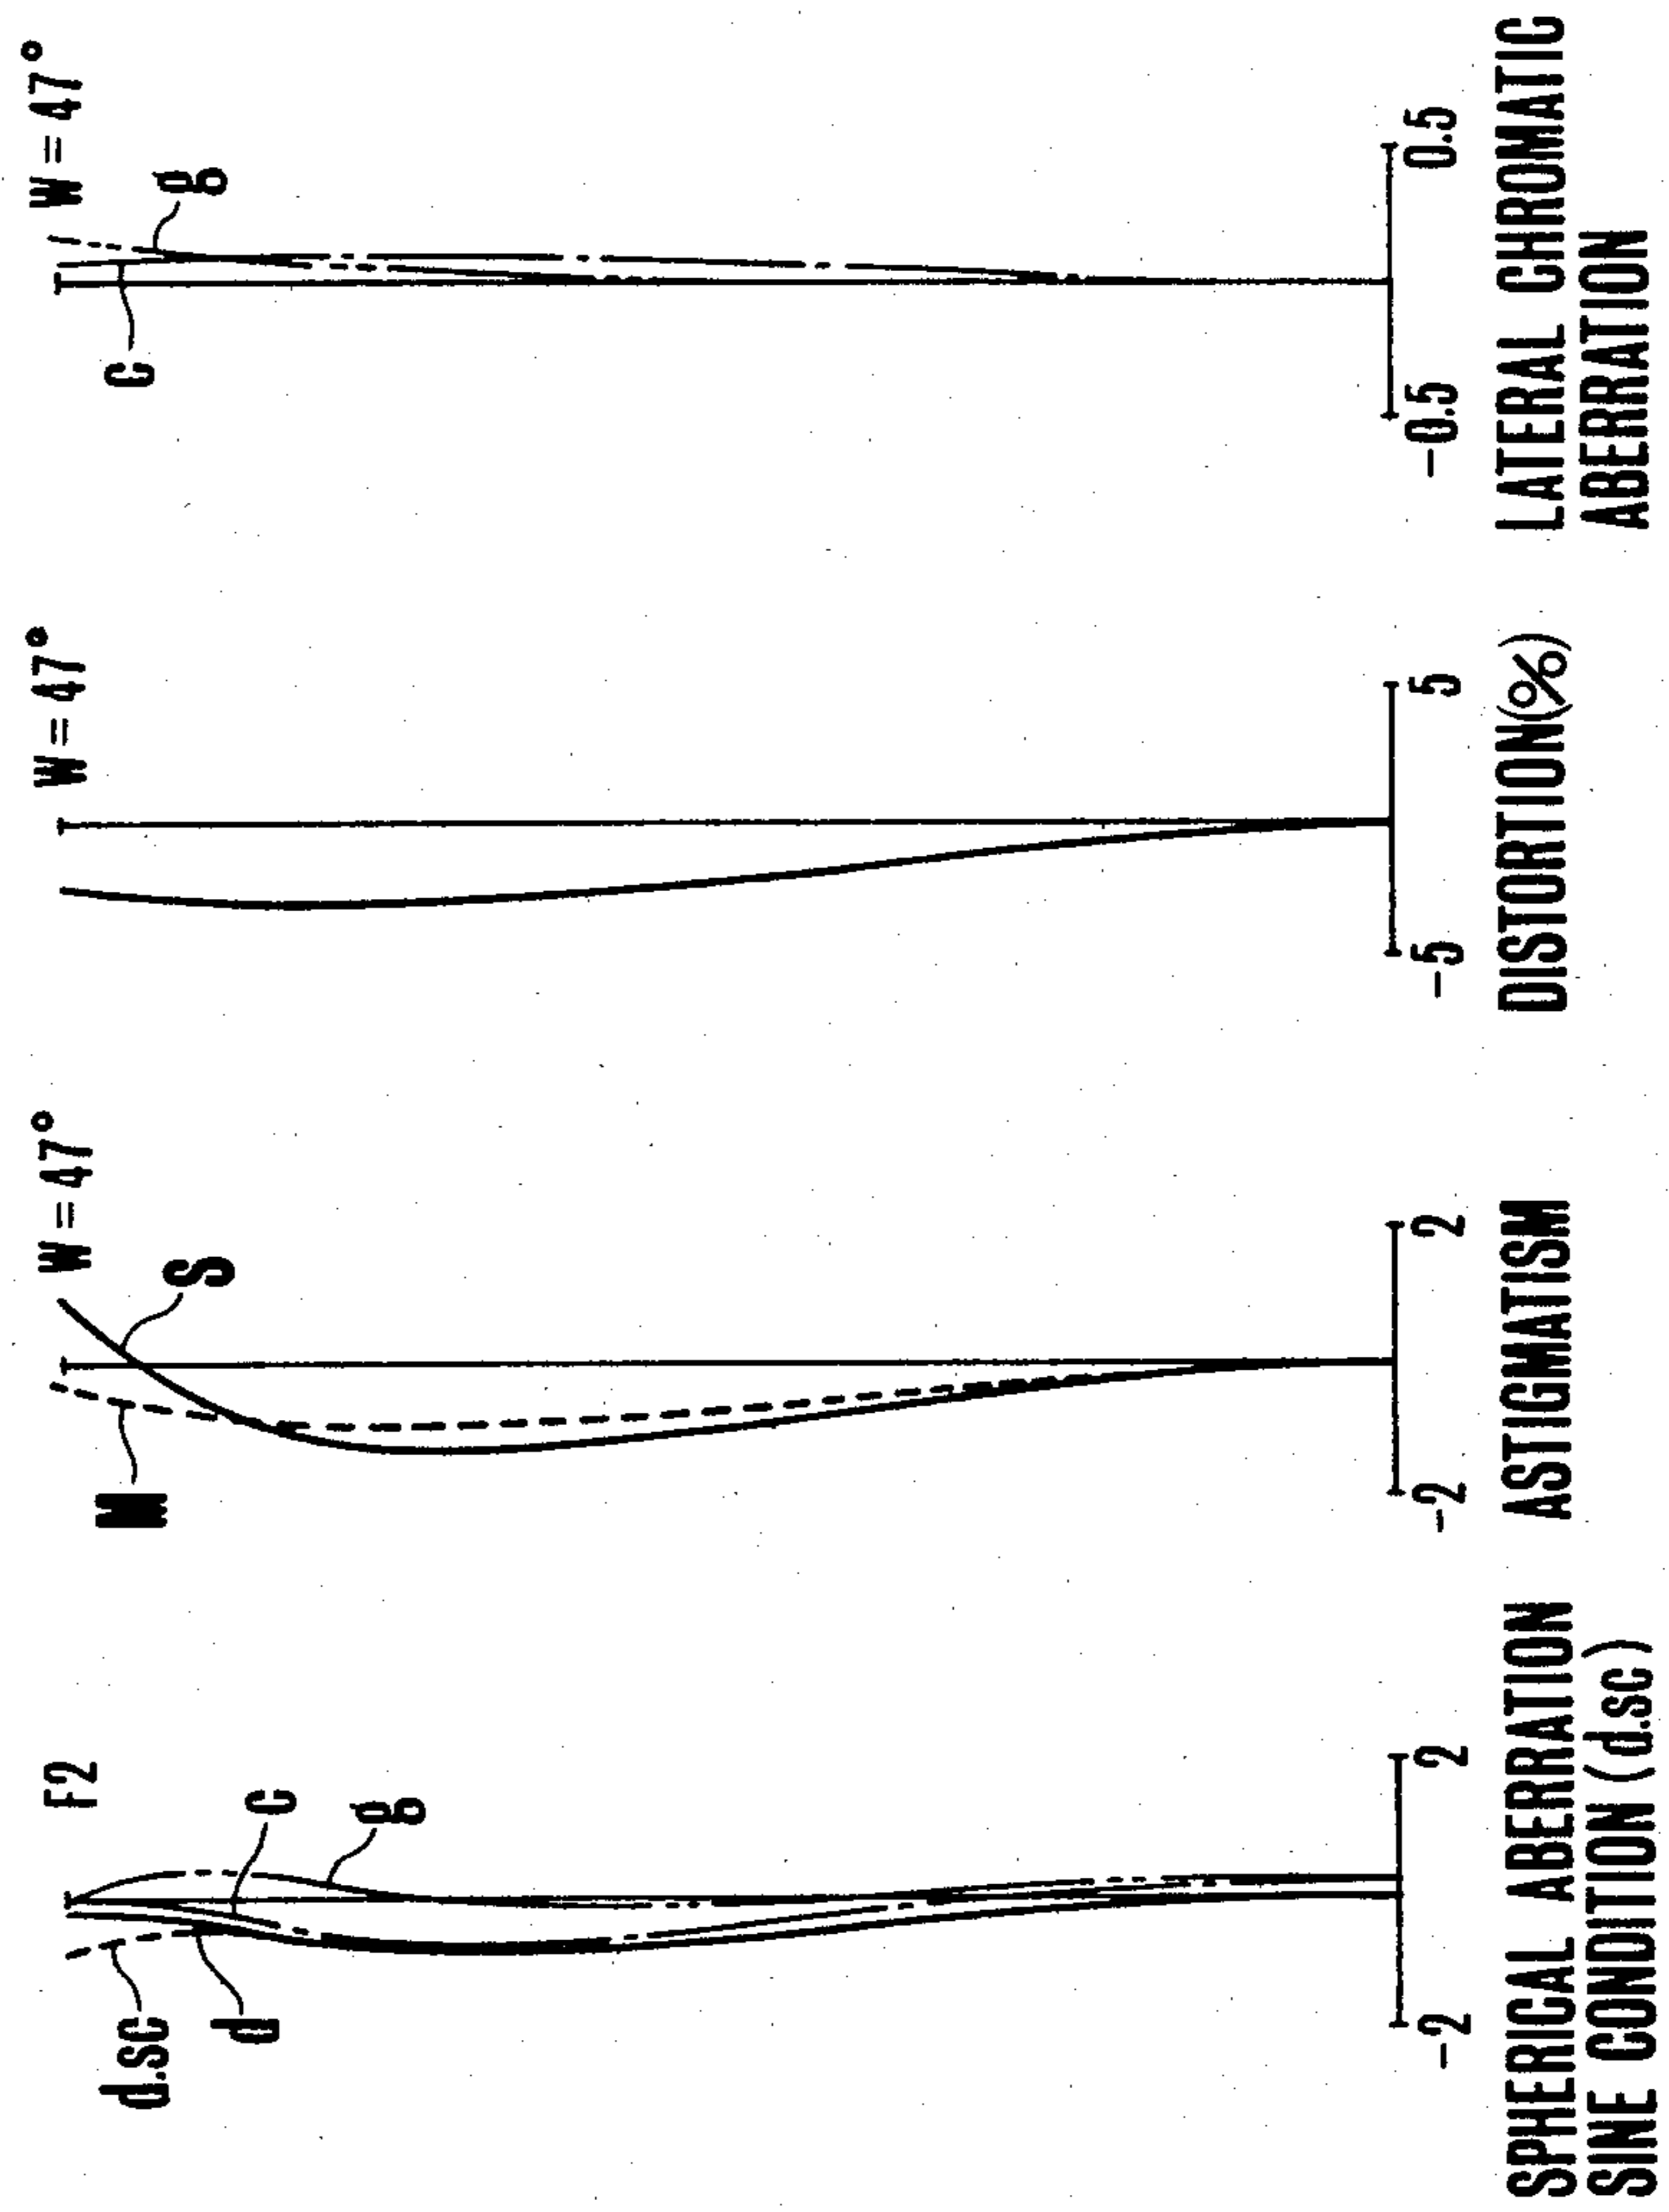 F2
d.sc
d
C
g
-2
2
SPHERICAL ABERRATION
SINE CONDITION (d.sc)
W = 47°
M
S
-2
2
ASTIGMATISM
W = 47°
-5
5
DISTORTION(%)
W = 47°
C
g
-0.5
0.5
LATERAL CHROMATIC
ABERRATION